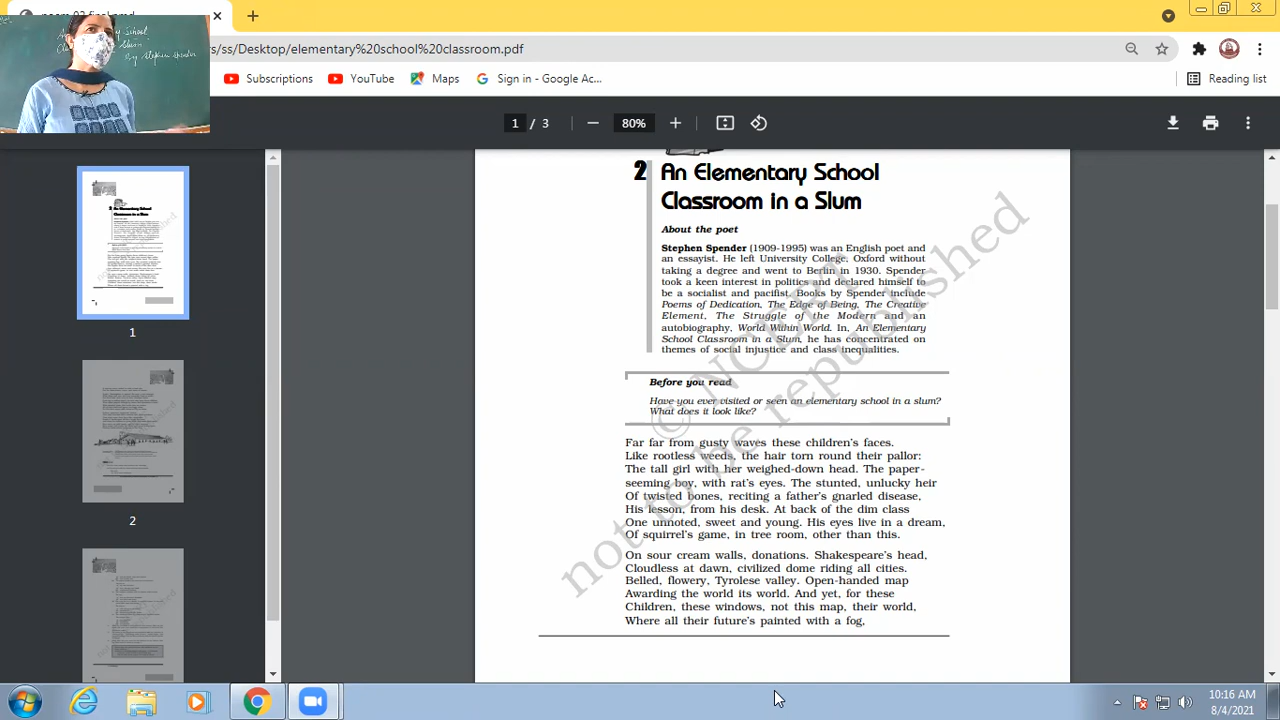 An Elementary School
Slum
By Stephen Spender
rs/ss/Desktop/elementary%20school%20classroom.pdf
Subscriptions
YouTube
Maps
Sign in - Google Ac...
Reading list
1 / 3
80%
2 An Elementary School
Classroom in a Slum
About the poet
Stephen Spender (1909-1995) was an English poet and
an essayist. He left University College, Oxford without
taking a degree and went to Berlin in 1930. Spender
took a keen interest in politics and declared himself to
be a socialist and pacifist. Books by Spender include
Poems of Dedication, The Edge of Being, The Creative
Element, The Struggle of the Modern and an
autobiography, World Within World. In, An Elementary
School Classroom in a Slum, he has concentrated on
themes of social injustice and class inequalities.
Before you read
Have you ever visited or seen an elementary school in a slum?
What does it look like?
Far far from gusty waves these children's faces.
Like rootless weeds, the hair torn round their pallor:
The tall girl with her weighed-down head. The paper-
seeming boy, with rat's eyes. The stunted, unlucky heir
Of twisted bones, reciting a father's gnarled disease,
His lesson, from his desk. At back of the dim class
One unnoted, sweet and young. His eyes live in a dream,
Of squirrel's game, in tree room, other than this.
On sour cream walls, donations. Shakespeare's head,
Cloudless at dawn, civilized dome riding all cities.
Belled, flowery, Tyrolese valley. Open-handed map
Awarding the world its world. And yet, for these
Children, these windows, not this map, their world,
Where all their future's painted with a fog,
© NCERT
not to be republished
1
2
10:16 AM
8/4/2021